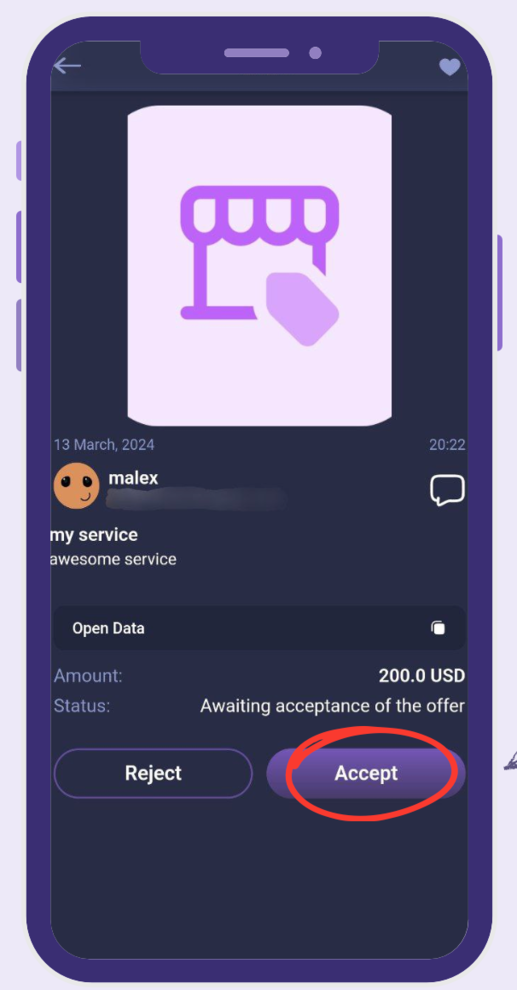 13 March, 2024 20:22
malex
my service
awesome service
Open Data
Amount: 200.0 USD
Status: Awaiting acceptance of the offer
Reject Accept